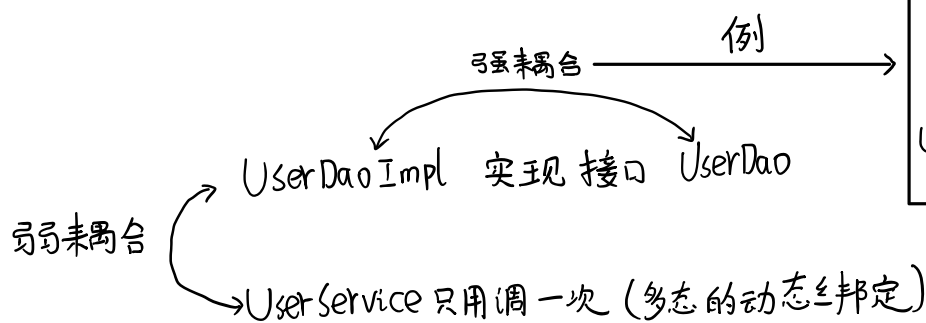 例
强耦合
UserDaoImpl 实现 接口 UserDao
弱耦合
UserService 只用调一次 (多态的动态绑定)